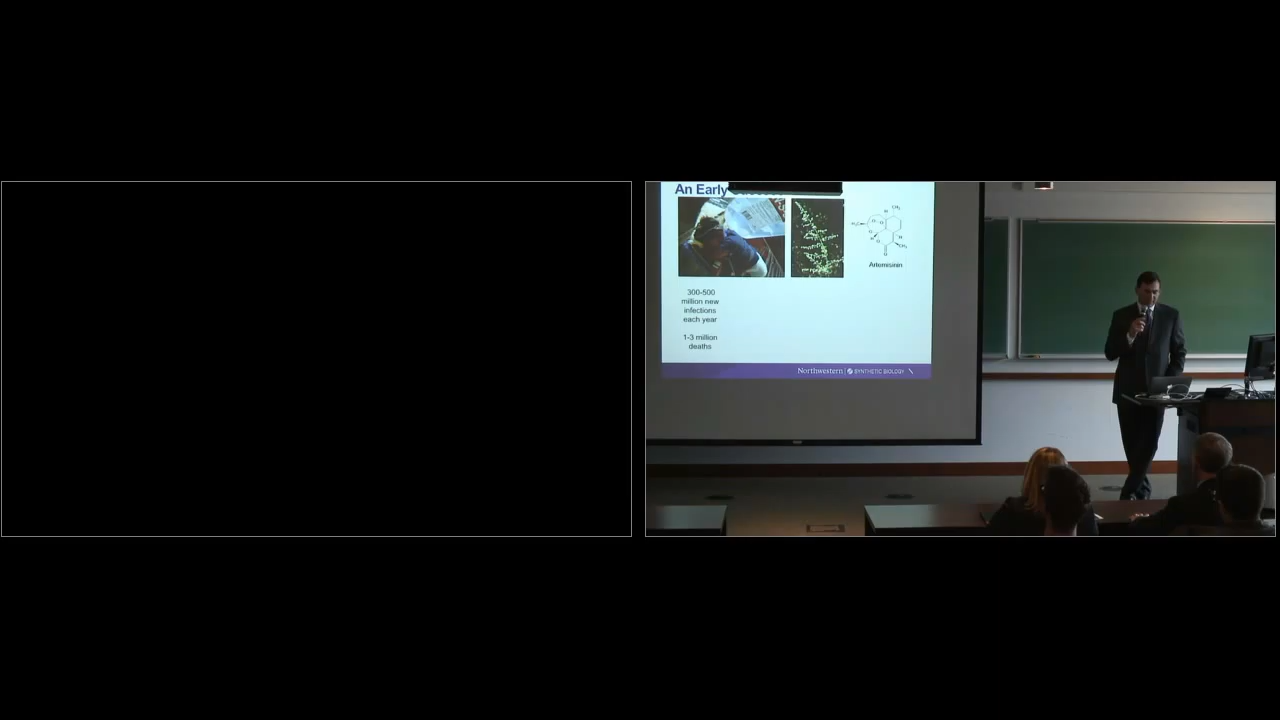 An Early
Artemisinin
300-500
million new
infections
each year
1-3 million
deaths
Northwestern | SYNTHETIC BIOLOGY